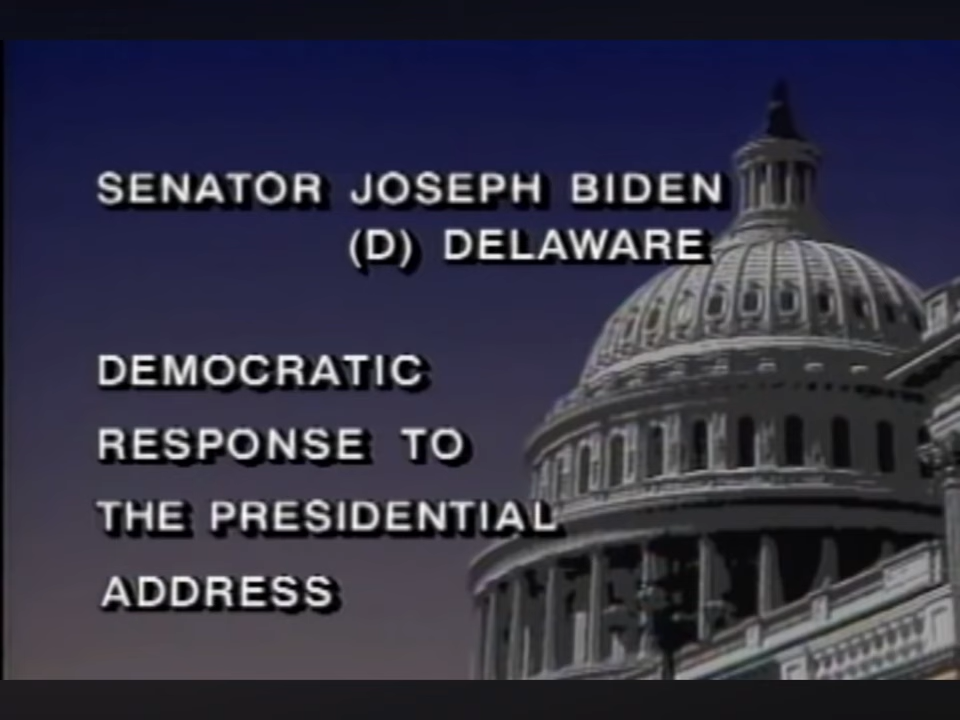 SENATOR JOSEPH BIDEN
(D) DELAWARE
DEMOCRATIC
RESPONSE TO
THE PRESIDENTIAL
ADDRESS